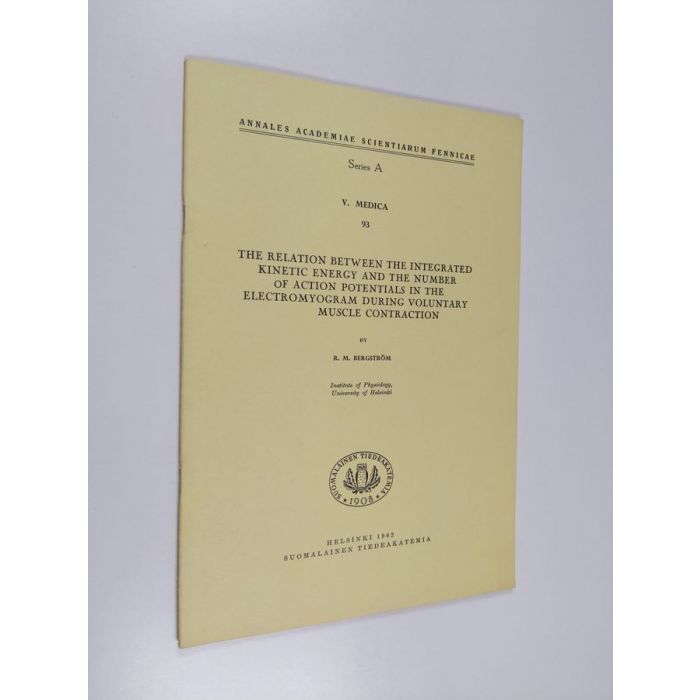 ANNALES ACADEMIAE SCIENTIARUM FENNICAE
Series A
V. MEDICA
93
THE RELATION BETWEEN THE INTEGRATED
KINETIC ENERGY AND THE NUMBER
OF ACTION POTENTIALS IN THE
ELECTROMYOGRAM DURING VOLUNTARY
MUSCLE CONTRACTION
BY
R. M. BERGSTRÖM
Institute of Physiology,
University of Helsinki
SUOMALAINEN TIEDEAKATEMIA
• 1908 •
HELSINKI 1962
SUOMALAINEN TIEDEAKATEMIA